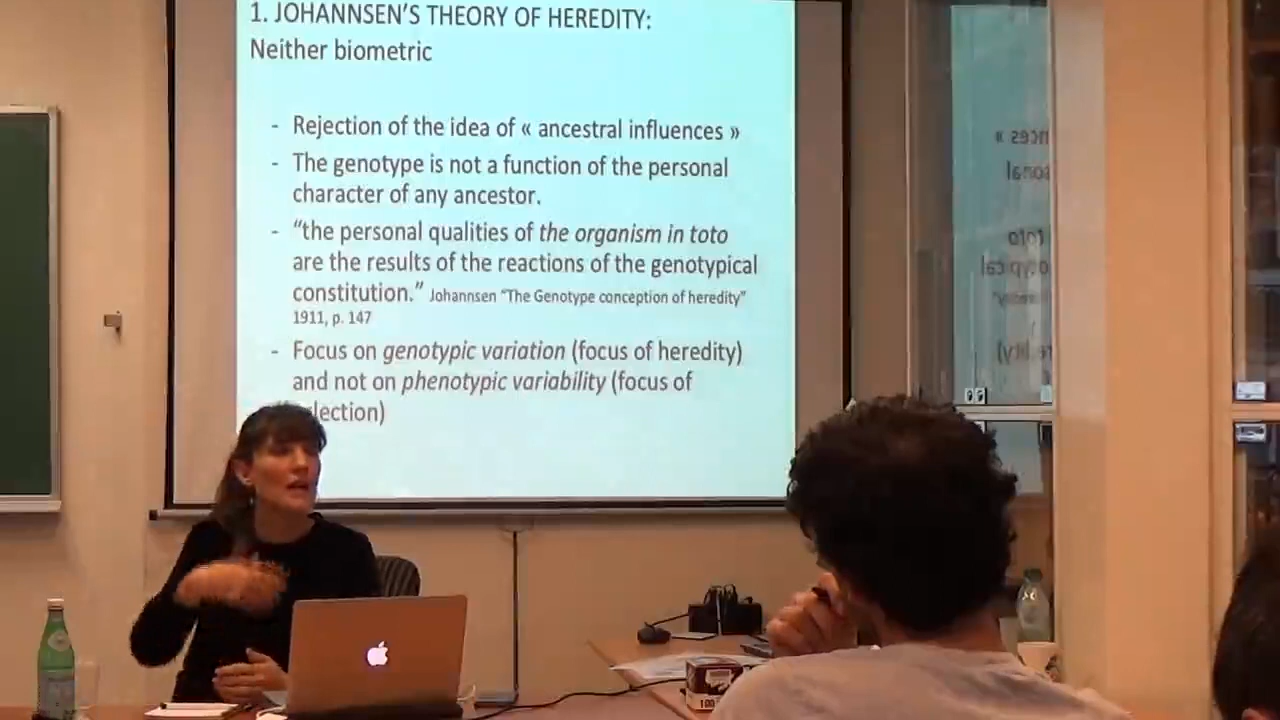 1. JOHANNSEN'S THEORY OF HEREDITY:
Neither biometric
- Rejection of the idea of « ancestral influences »
- The genotype is not a function of the personal
character of any ancestor.
- “the personal qualities of the organism in toto
are the results of the reactions of the genotypical
constitution.” Johannsen “The Genotype conception of heredity”
1911, p. 147
- Focus on genotypic variation (focus of heredity)
and not on phenotypic variability (focus of
lection)
100